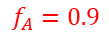 f_A = 0.9